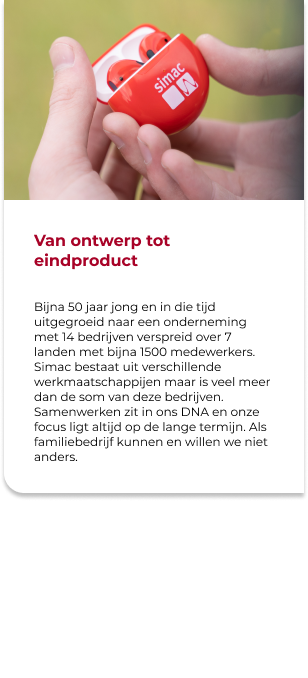 simac
Van ontwerp tot
eindproduct
Bijna 50 jaar jong en in die tijd
uitgegroeid naar een onderneming
met 14 bedrijven verspreid over 7
landen met bijna 1500 medewerkers.
Simac bestaat uit verschillende
werkmaatschappijen maar is veel meer
dan de som van deze bedrijven.
Samenwerken zit in ons DNA en onze
focus ligt altijd op de lange termijn. Als
familiebedrijf kunnen en willen we niet
anders.